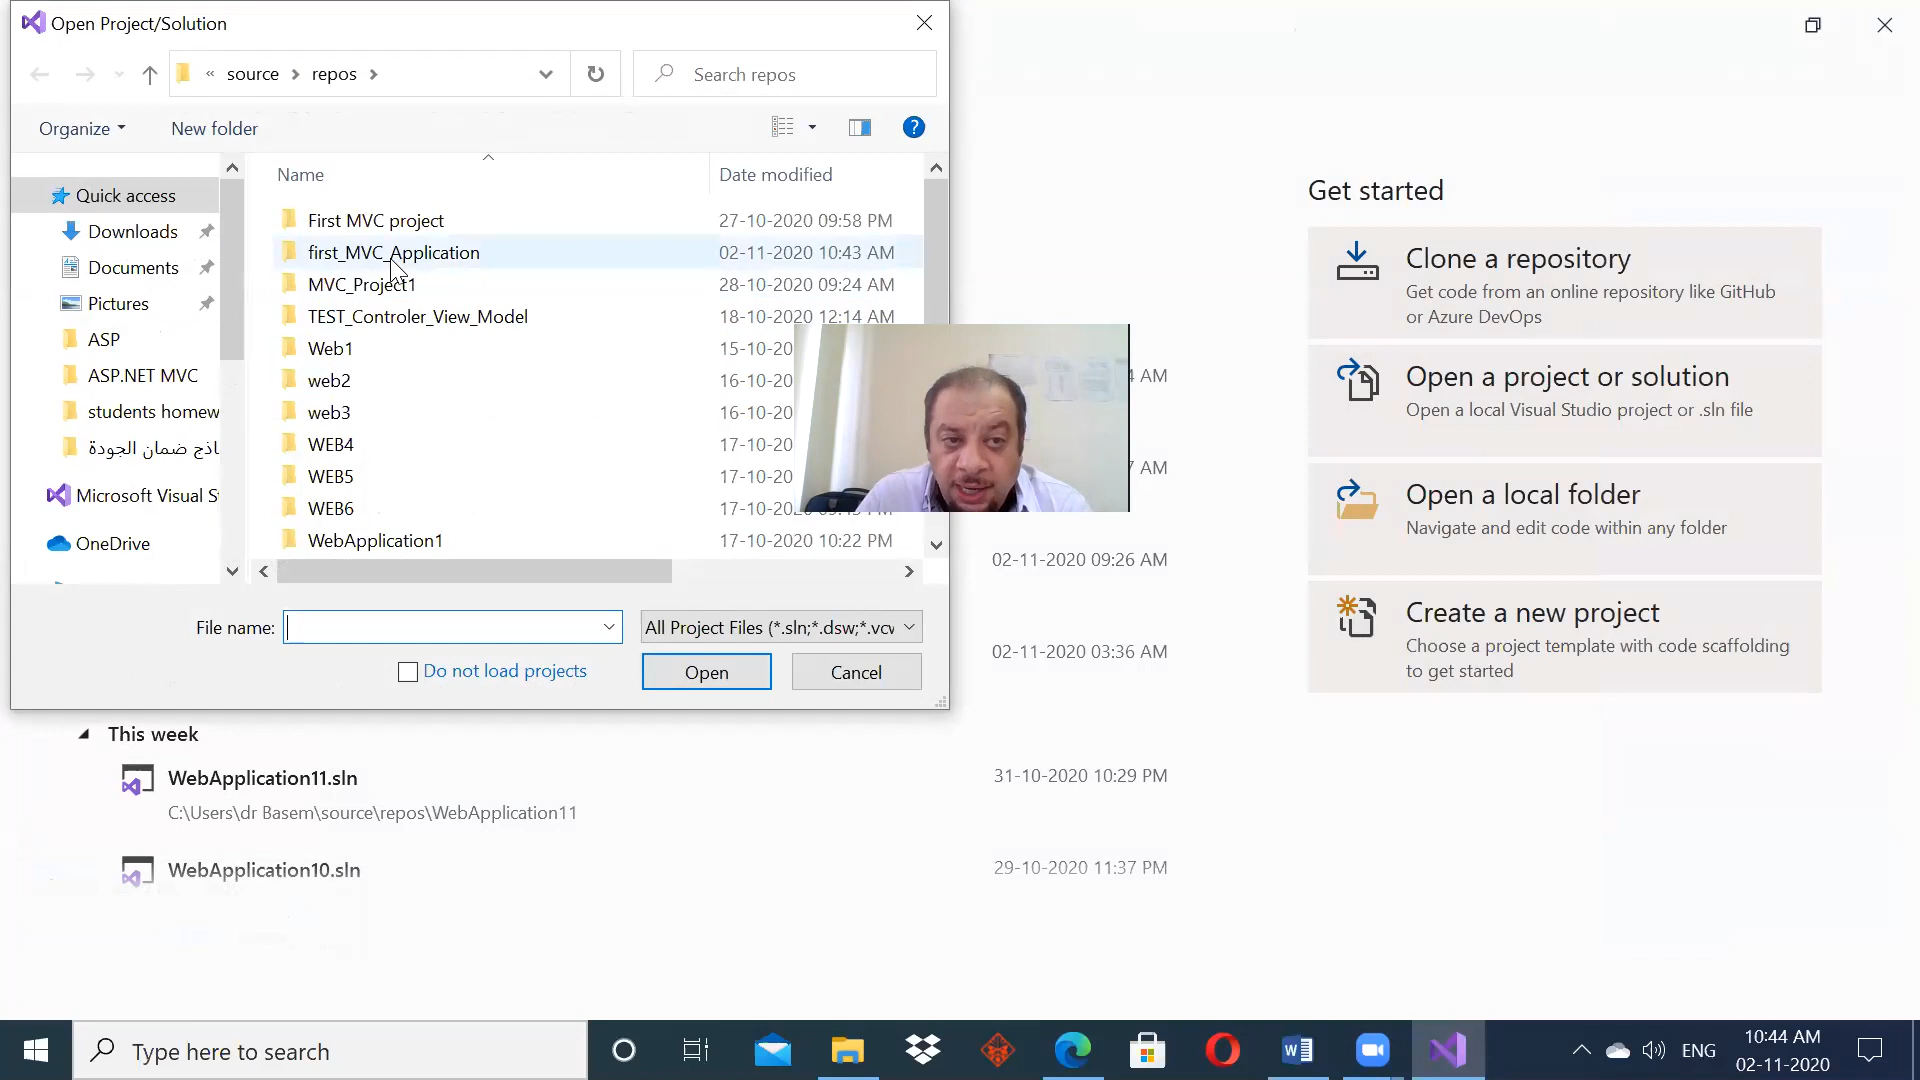 Open Project/Solution
« source > repos >
Search repos
Organize
New folder
Name
Date modified
Quick access
Downloads
Documents
Pictures
ASP
ASP.NET MVC
students homew
ﺎذج ضمان الجودة
Microsoft Visual S
OneDrive
First MVC project
27-10-2020 09:58 PM
first_MVC_Application
02-11-2020 10:43 AM
MVC_Project1
28-10-2020 09:24 AM
TEST_Controler_View_Model
18-10-2020 12:14 AM
Web1
15-10-20
web2
16-10-20
web3
16-10-20
WEB4
17-10-20
WEB5
17-10-20
WEB6
17-10-20
WebApplication1
17-10-2020 10:22 PM
File name:
All Project Files (*.sln;*.dsw;*.vcw
Do not load projects
Open
Cancel
AM
AM
02-11-2020 09:26 AM
02-11-2020 03:36 AM
This week
WebApplication11.sln
31-10-2020 10:29 PM
C:\Users\dr Basem\source\repos\WebApplication11
WebApplication10.sln
29-10-2020 11:37 PM
Get started
Clone a repository
Get code from an online repository like GitHub
or Azure DevOps
Open a project or solution
Open a local Visual Studio project or .sln file
Open a local folder
Navigate and edit code within any folder
Create a new project
Choose a project template with code scaffolding
to get started
Type here to search
ENG
10:44 AM
02-11-2020